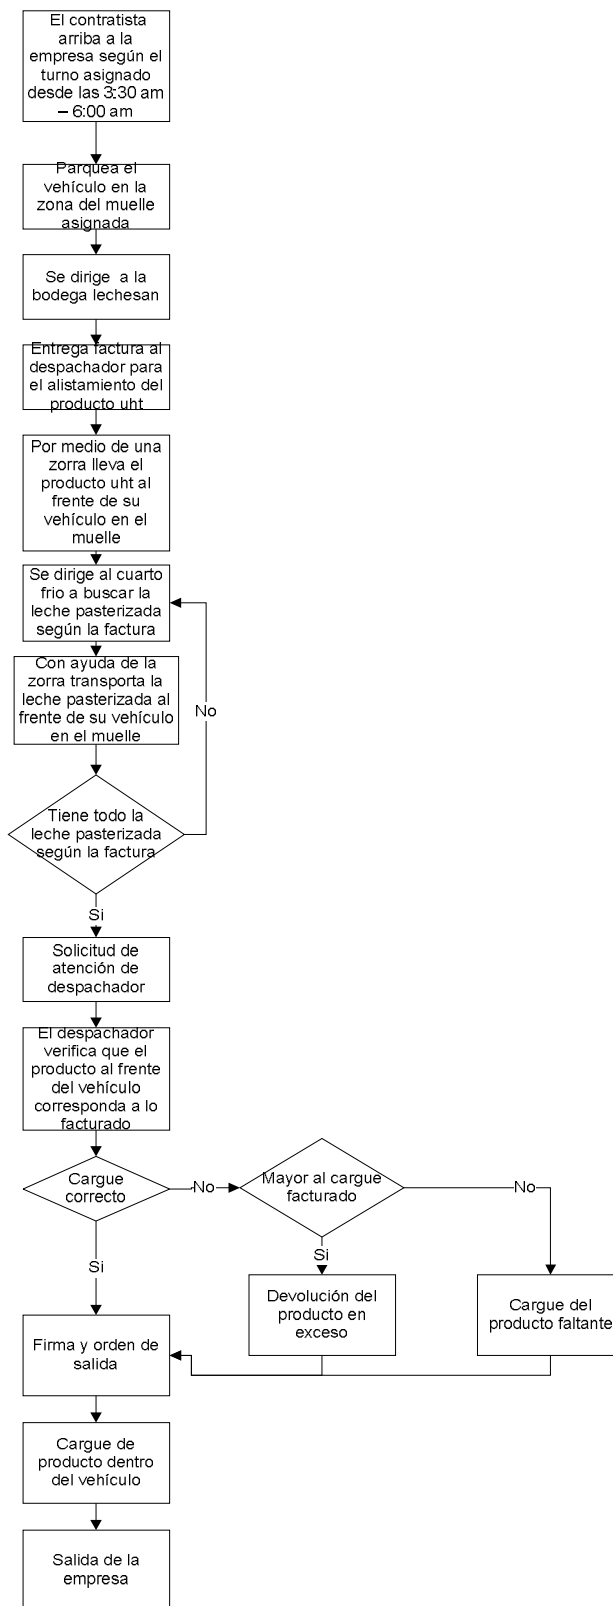 El contratista
arriba a la
empresa según el
turno asignado
desde las 3:30 am
– 6:00 am
Parquea el
vehículo en la
zona del muelle
asignada
Se dirige a la
bodega lechesan
Entrega factura al
despachador para
el alistamiento del
producto uht
Por medio de una
zorra lleva el
producto uht al
frente de su
vehículo en el
muelle
Se dirige al cuarto
frio a buscar la
leche pasterizada
según la factura
Con ayuda de la
zorra transporta la
leche pasterizada al
frente de su vehículo
en el muelle
No
Tiene todo la
leche pasterizada
según la factura
Si
Solicitud de
atención de
despachador
El despachador
verifica que el
producto al frente
del vehículo
corresponda a lo
facturado
Cargue
correcto
No
Mayor al cargue
facturado
No
Si
Si
Devolución del
producto en
exceso
Cargue del
producto faltante
Firma y orden de
salida
Cargue de
producto dentro
del vehículo
Salida de la
empresa